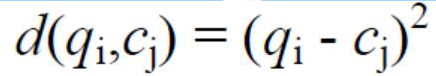 d(qᵢ,cⱼ) = (qᵢ - cⱼ)²